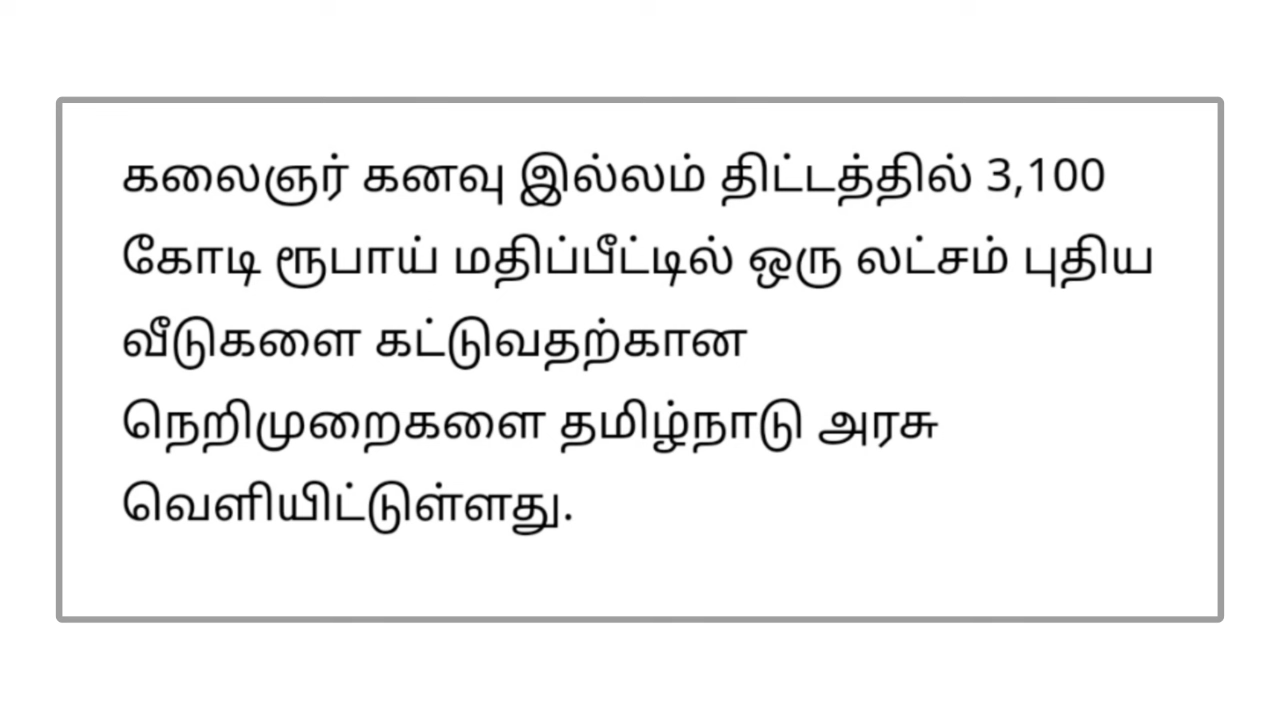 கலைஞர் கனவு இல்லம் திட்டத்தில் 3,100
கோடி ரூபாய் மதிப்பீட்டில் ஒரு லட்சம் புதிய
வீடுகளை கட்டுவதற்கான
நெறிமுறைகளை தமிழ்நாடு அரசு
வெளியிட்டுள்ளது.